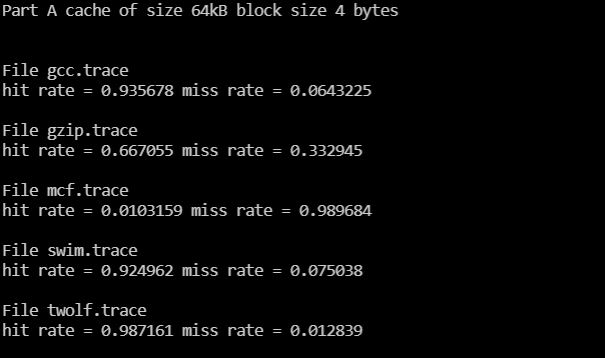 Part A cache of size 64kB block size 4 bytes
File gcc.trace
hit rate = 0.935678 miss rate = 0.0643225
File gzip.trace
hit rate = 0.667055 miss rate = 0.332945
File mcf.trace
hit rate = 0.0103159 miss rate = 0.989684
File swim.trace
hit rate = 0.924962 miss rate = 0.075038
File twolf.trace
hit rate = 0.987161 miss rate = 0.012839